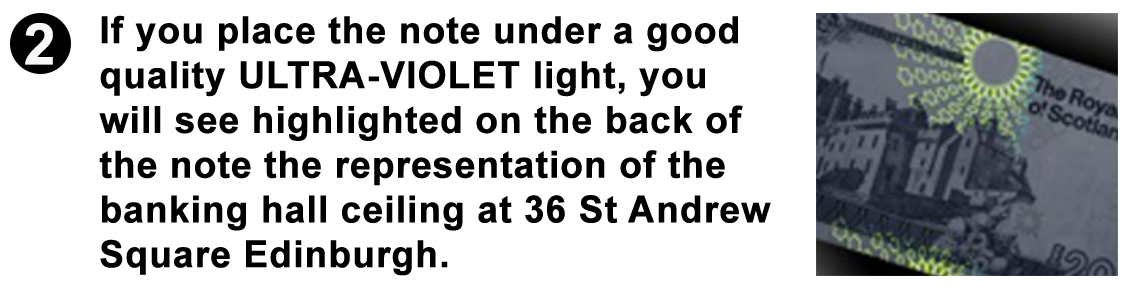 2 If you place the note under a good
quality ULTRA-VIOLET light, you
will see highlighted on the back of
the note the representation of the
banking hall ceiling at 36 St Andrew
Square Edinburgh.
The Roya
of Scotlan
£20